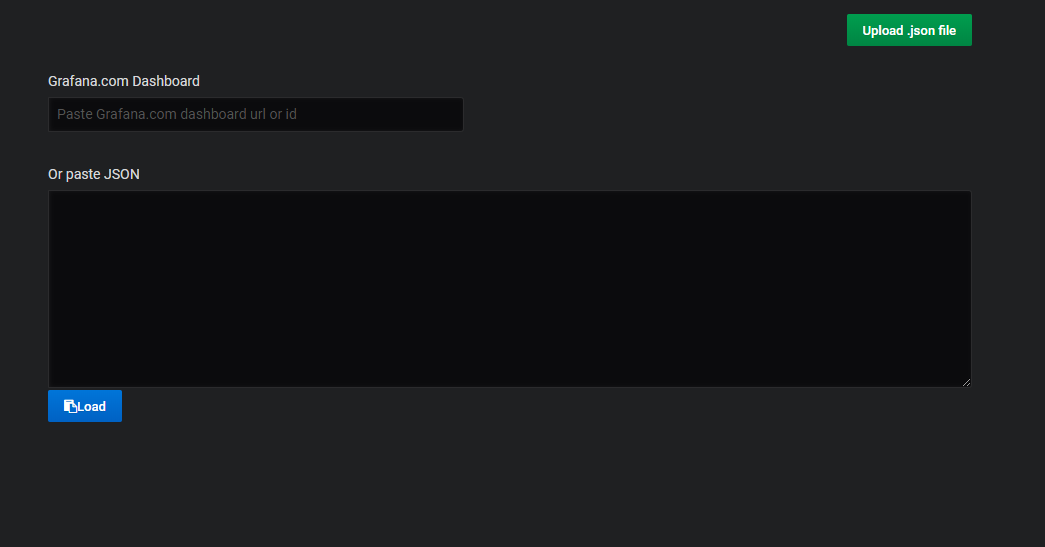 Upload .json file
Grafana.com Dashboard
Paste Grafana.com dashboard url or id
Or paste JSON
Load